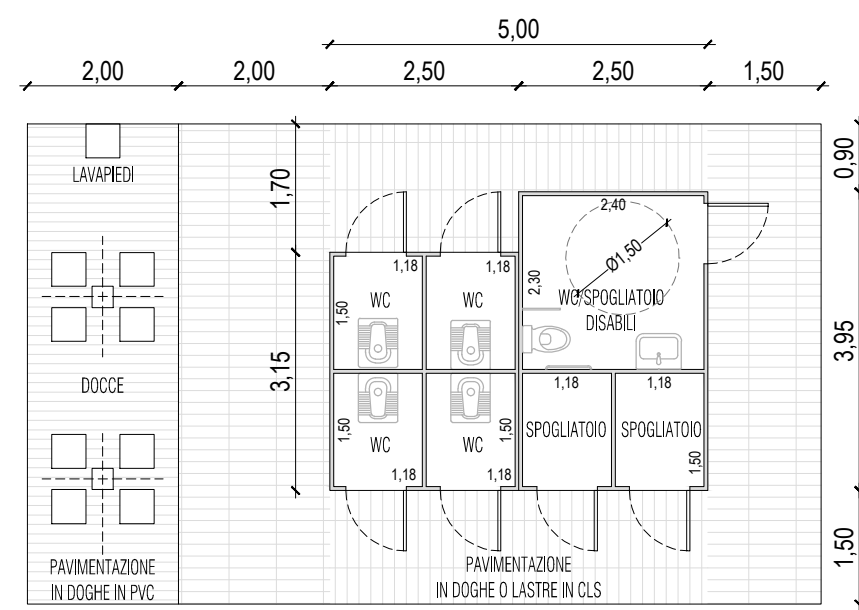 5,00
2,00
2,00
2,50
2,50
1,50
LAVAPIEDI
1,70
0,90
2,40
Ø1,50
1,18
1,18
2,30
WC/SPOGLIATOIO
DISABILI
WC
WC
1,50
3,15
3,95
DOCCE
1,18
1,18
1,50
WC
1,50
WC
SPOGLIATOIO
SPOGLIATOIO
1,50
1,18
1,18
1,50
PAVIMENTAZIONE
IN DOGHE IN PVC
PAVIMENTAZIONE
IN DOGHE O LASTRE IN CLS